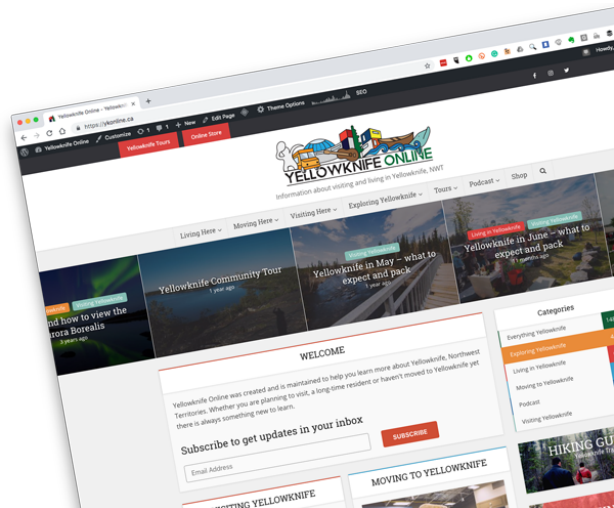 Yellowknife Online – Yellowkni
https://ykonline.ca
Howdy,
Yellowknife Online Customize 1 1 New Edit Page Theme Options SEO
Yellowknife Tours Online Store
YELLOWKNIFE ONLINE
Information about visiting and living in Yellowknife, NWT
Living Here Moving Here Visiting Here Exploring Yellowknife Tours Podcast Shop
Visiting Yellowknife
nd how to view the
rora Borealis
3 years ago
Yellowknife Community Tour
1 year ago
Visiting Yellowknife
Yellowknife in May – what to
expect and pack
1 year ago
Living in Yellowknife Visiting Yellowknife
Yellowknife in June – what to
expect and pack
months ago
WELCOME
Yellowknife Online was created and is maintained to help you learn more about Yellowknife, Northwest
Territories. Whether you are planning to visit, a long-time resident or haven't moved to Yellowknife yet
there is always something new to learn.
Subscribe to get updates in your inbox
Email Address
SUBSCRIBE
Categories
Everything Yellowknife
Exploring Yellowknife
Living in Yellowknife
Moving to Yellowknife
Podcast
Visiting Yellowknife
HIKING GU
Yellowknife Tra
VISITING YELLOWKNIFE
MOVING TO YELLOWKNIFE